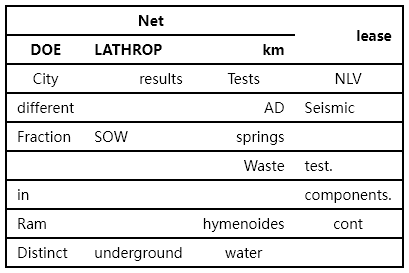 Net lease
DOE LATHROP km
City results Tests NLV
different AD Seismic
Fraction SOW springs
Waste test.
in components.
Ram hymenoides cont
Distinct underground water